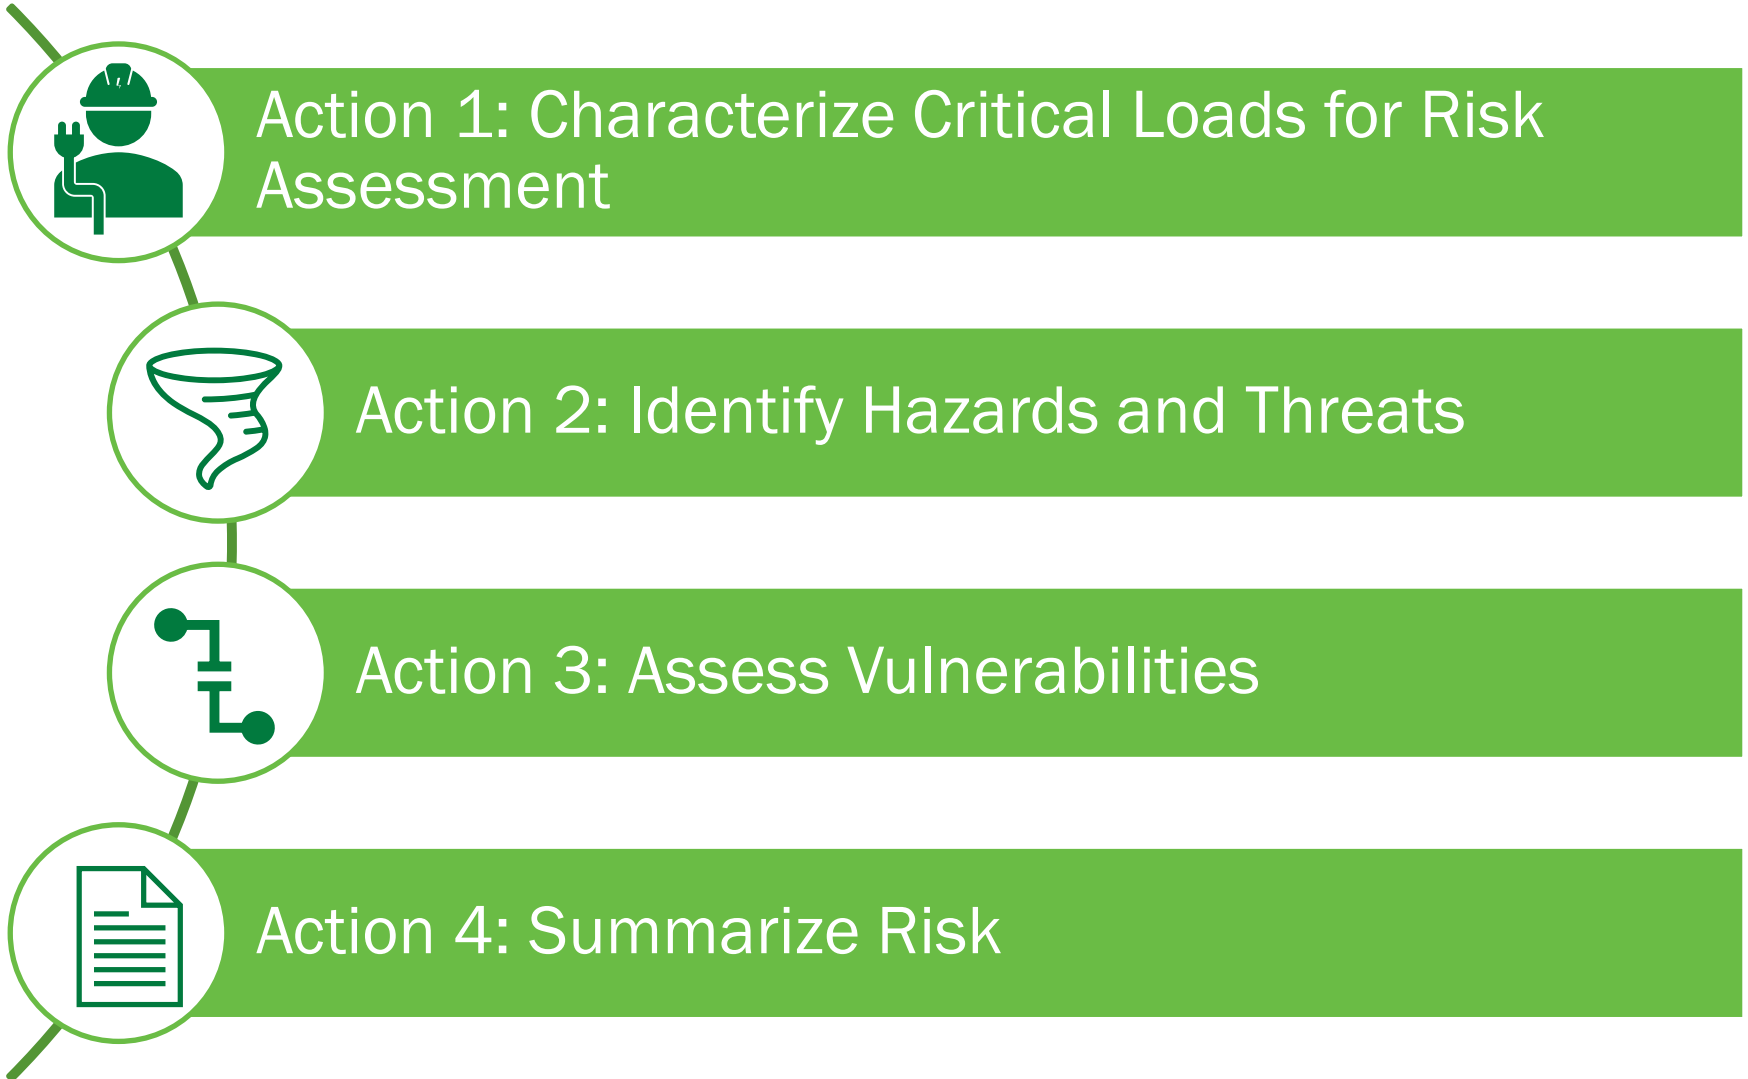 Action 1: Characterize Critical Loads for Risk
Assessment
Action 2: Identify Hazards and Threats
Action 3: Assess Vulnerabilities
Action 4: Summarize Risk